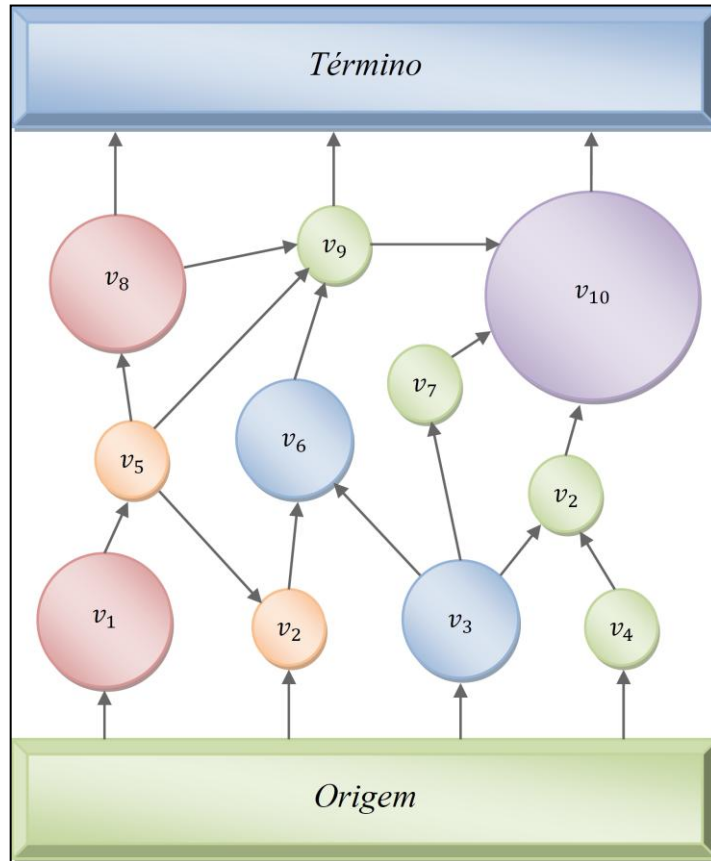 Término
v₈
v₉
v₁₀
v₇
v₅
v₆
v₂
v₁
v₂
v₃
v₄
Origem